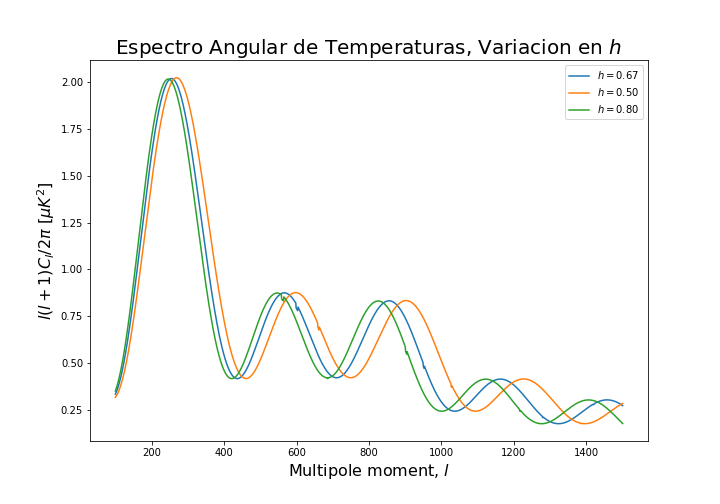 Espectro Angular de Temperaturas, Variacion en h
l(l + 1)C_l/2π [μK²]
2.00
1.75
1.50
1.25
1.00
0.75
0.50
0.25
h = 0.67
h = 0.50
h = 0.80
200 400 600 800 1000 1200 1400
Multipole moment, l